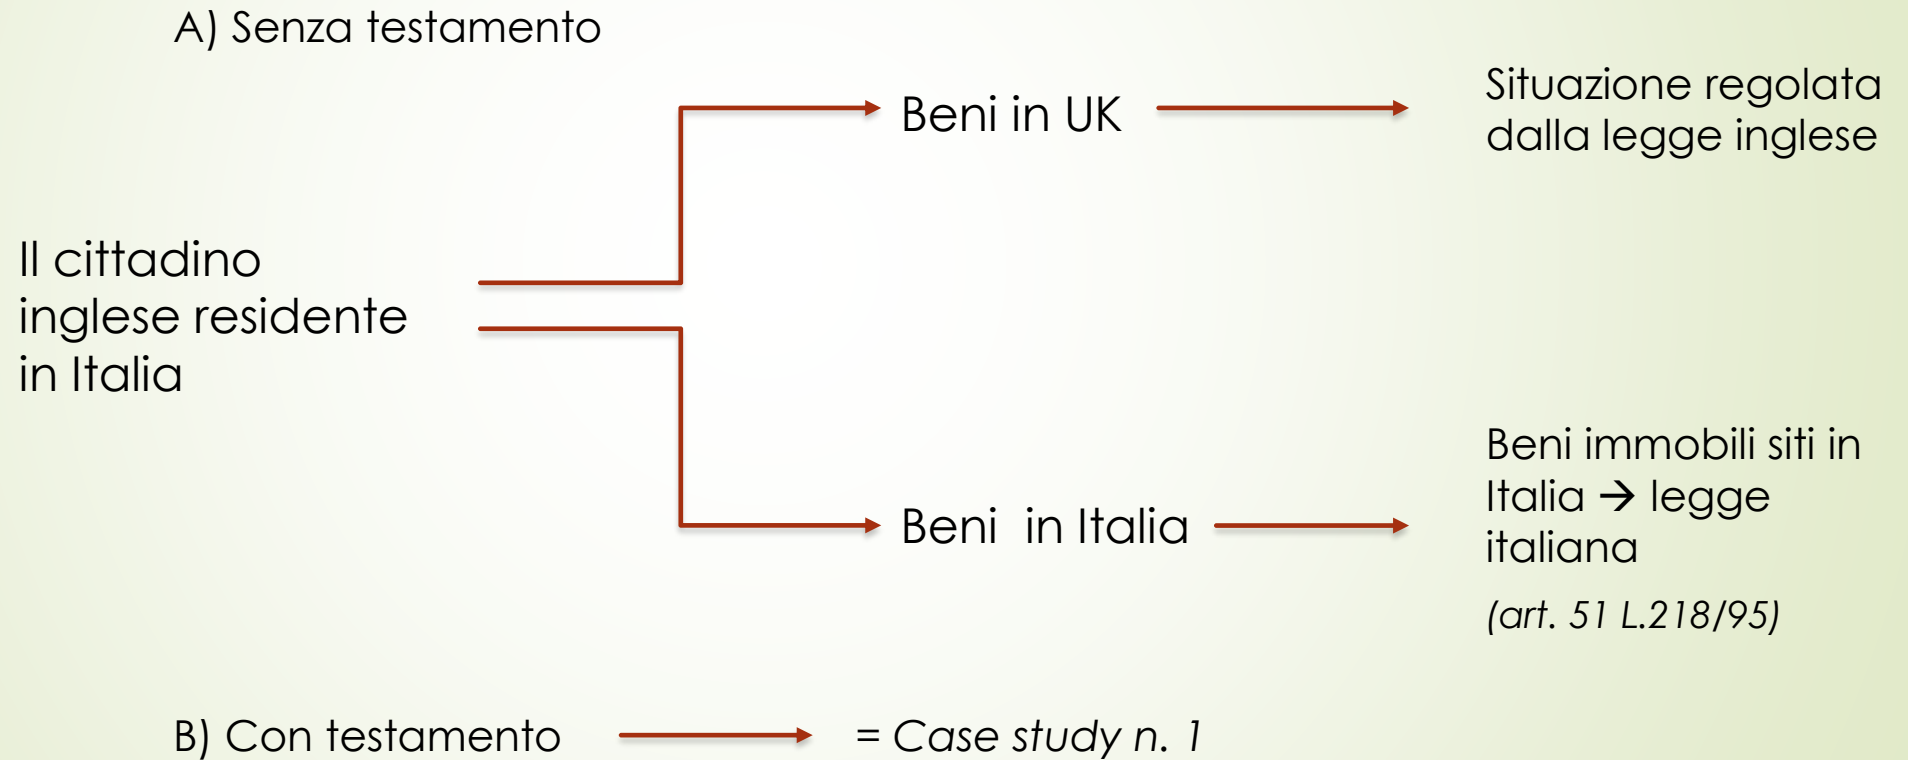 A) Senza testamento
Beni in UK
Situazione regolata
dalla legge inglese
Il cittadino
inglese residente
in Italia
Beni  in Italia
Beni immobili siti in
Italia → legge
italiana
(art. 51 L.218/95)
B) Con testamento
= Case study n. 1